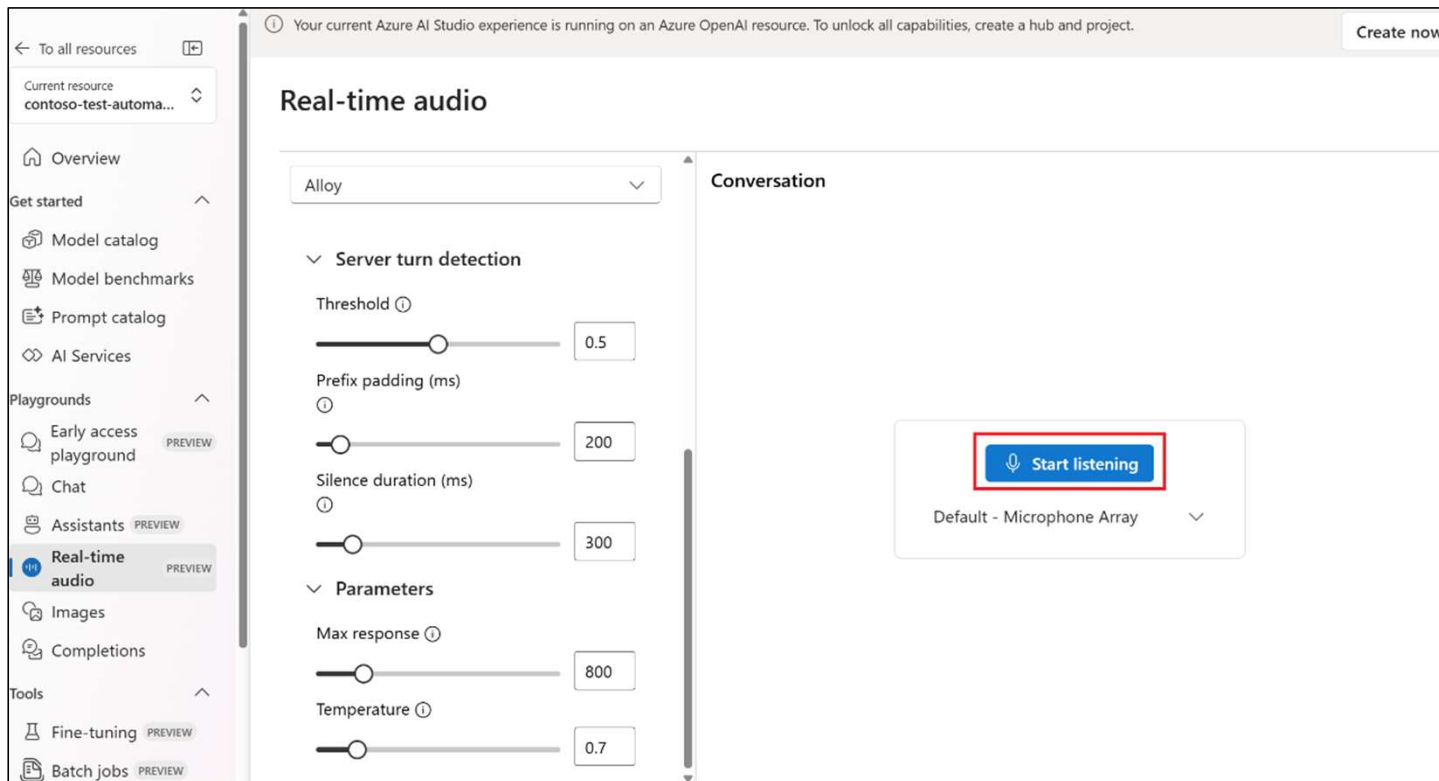 Your current Azure AI Studio experience is running on an Azure OpenAI resource. To unlock all capabilities, create a hub and project.
Create now
To all resources
Current resource
contoso-test-automa...
Overview
Get started
Model catalog
Model benchmarks
Prompt catalog
AI Services
Playgrounds
Early access
playground
PREVIEW
Chat
Assistants PREVIEW
Real-time
audio
PREVIEW
Images
Completions
Tools
Fine-tuning PREVIEW
Batch jobs PREVIEW
Real-time audio
Alloy
Server turn detection
Threshold
0.5
Prefix padding (ms)
200
Silence duration (ms)
300
Parameters
Max response
800
Temperature
0.7
Conversation
Start listening
Default - Microphone Array